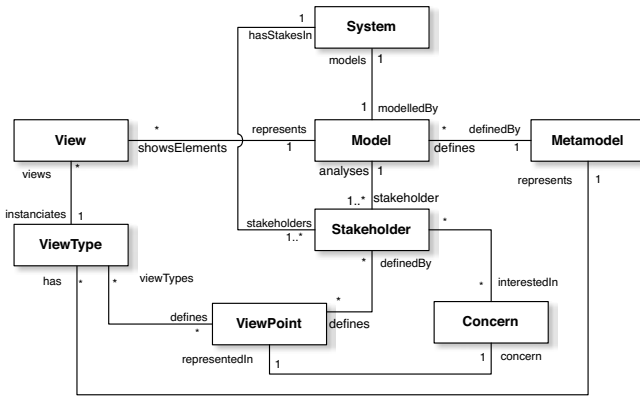 1
System
hasStakesIn
models
1
1
modelledBy
*
represents
*
definedBy
View
Model
Metamodel
showsElements
1
defines
1
views
*
analyses
1
represents
1
1..*
stakeholder
instanciates
1
stakeholders
*
ViewType
1..*
Stakeholder
has
*
*
viewTypes
*
definedBy
*
interestedIn
defines
*
ViewPoint
*
defines
Concern
representedIn
1
1
concern